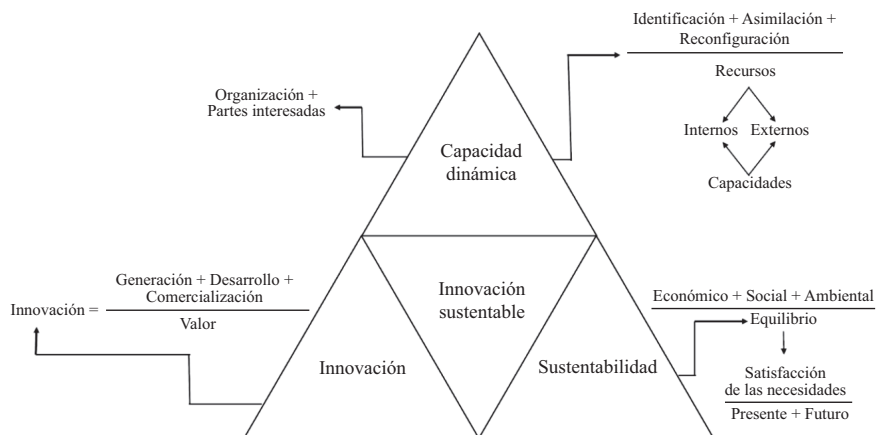 Identificación + Asimilación +
Reconfiguración
Recursos
Internos Externos
Capacidades
Organización +
Partes interesadas
Capacidad
dinámica
Generación + Desarrollo +
Comercialización
Innovación =
Valor
Innovación
sustentable
Económico + Social + Ambiental
Equilibrio
Innovación
Sustentabilidad
Satisfacción
de las necesidades
Presente + Futuro